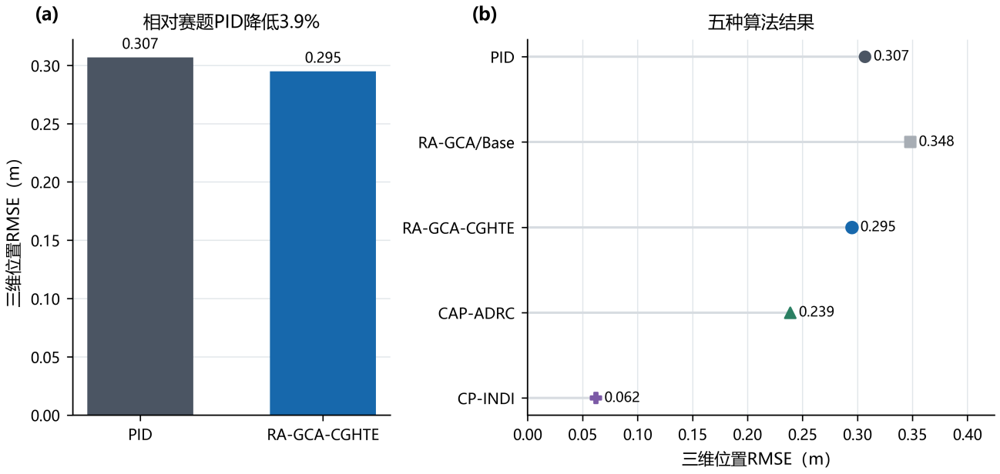 (a)
相对赛题PID降低3.9%
三维位置RMSE（m）
0.30
0.25
0.20
0.15
0.10
0.05
0.00
0.307
0.295
PID
RA-GCA-CGHTE
(b)
五种算法结果
PID
0.307
RA-GCA/Base
0.348
RA-GCA-CGHTE
0.295
CAP-ADRC
0.239
CP-INDI
0.062
0.00 0.05 0.10 0.15 0.20 0.25 0.30 0.35 0.40
三维位置RMSE（m）